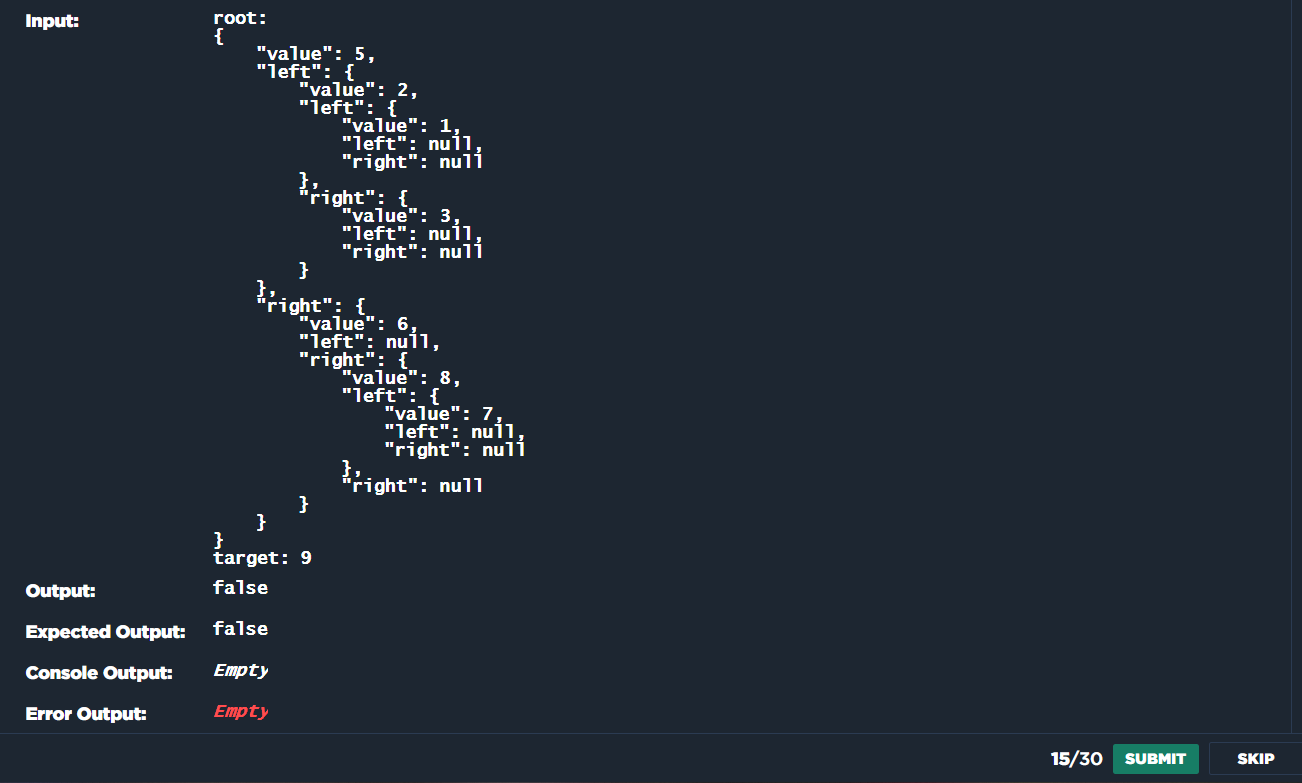 Input: root:
{
    "value": 5,
    "left": {
        "value": 2,
        "left": {
            "value": 1,
            "left": null,
            "right": null
        },
        "right": {
            "value": 3,
            "left": null,
            "right": null
        }
    },
    "right": {
        "value": 6,
        "left": null,
        "right": {
            "value": 8,
            "left": {
                "value": 7,
                "left": null,
                "right": null
            },
            "right": null
        }
    }
}
target: 9
Output: false
Expected Output: false
Console Output: Empty
Error Output: Empty
15/30 SUBMIT SKIP